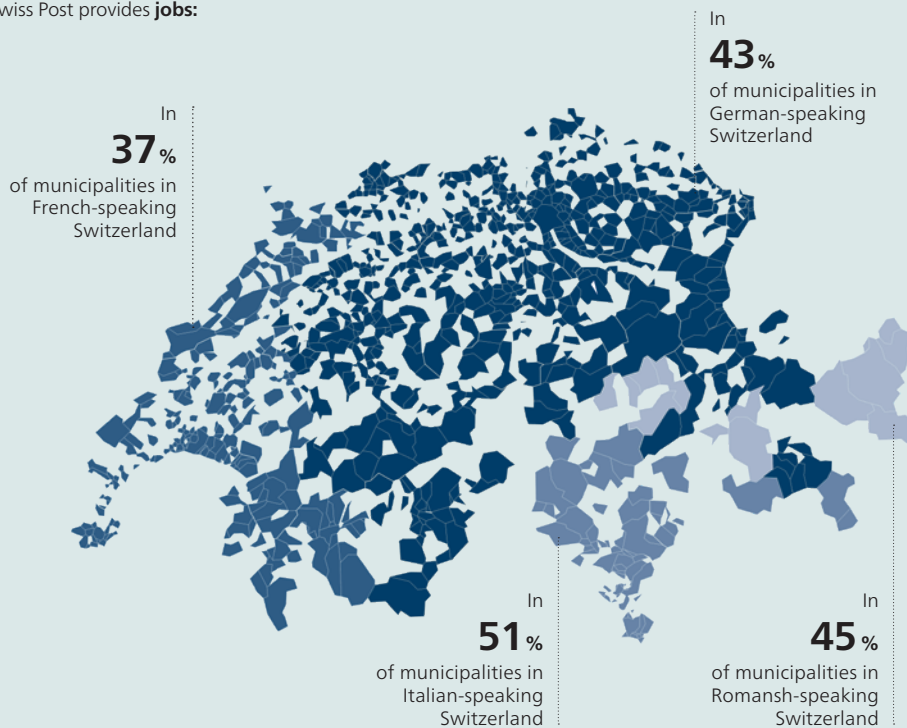 wiss Post provides jobs:
In
43%
of municipalities in
German-speaking
Switzerland
In
37%
of municipalities in
French-speaking
Switzerland
In
51%
of municipalities in
Italian-speaking
Switzerland
In
45%
of municipalities in
Romansh-speaking
Switzerland